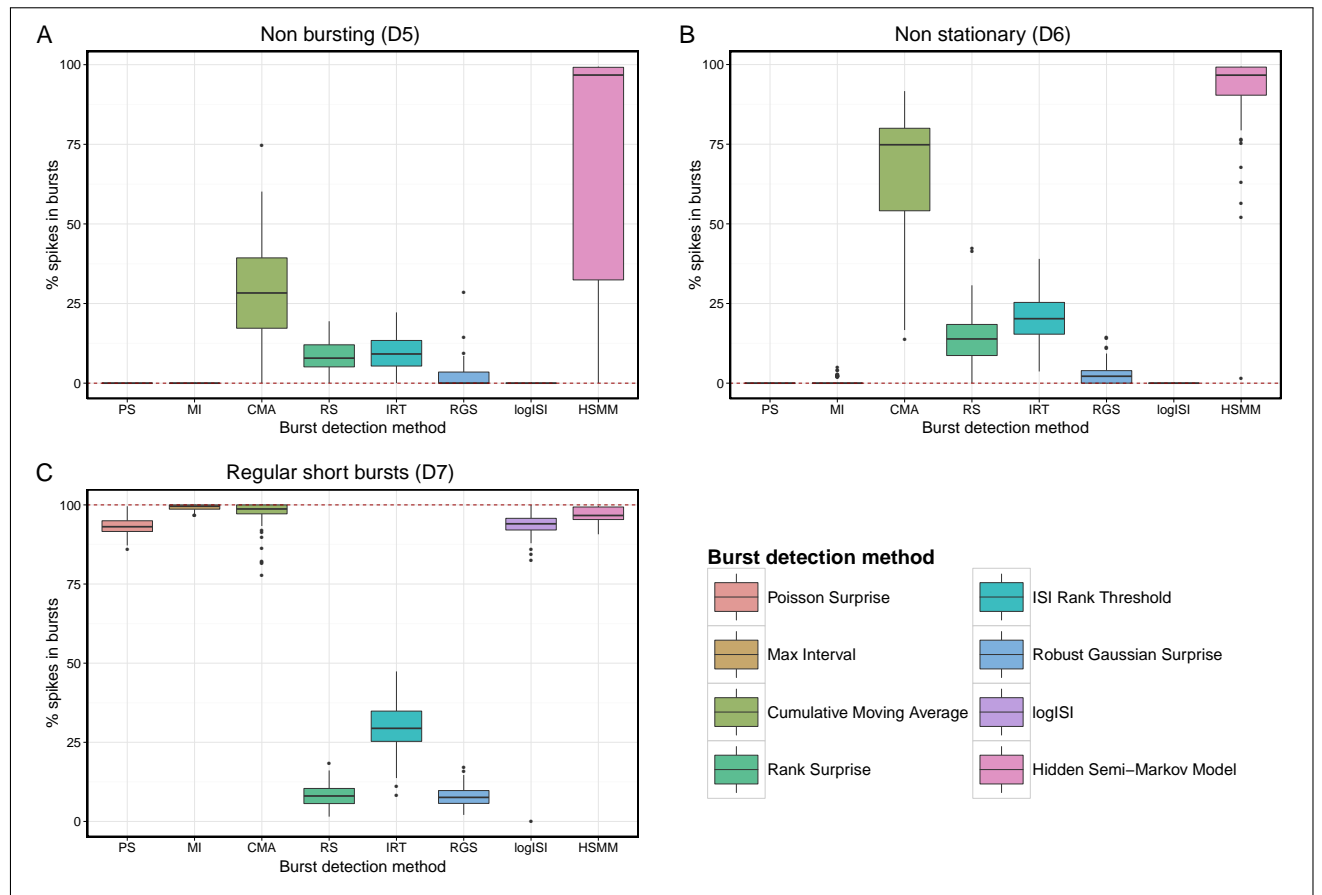 A
Non bursting (D5)
100
75
50
25
0
% spikes in bursts
PS MI CMA RS IRT RGS logISI HSMM
Burst detection method
B
Non stationary (D6)
100
75
50
25
0
% spikes in bursts
PS MI CMA RS IRT RGS logISI HSMM
Burst detection method
C
Regular short bursts (D7)
100
75
50
25
0
% spikes in bursts
PS MI CMA RS IRT RGS logISI HSMM
Burst detection method
Burst detection method
Poisson Surprise
Max Interval
Cumulative Moving Average
Rank Surprise
ISI Rank Threshold
Robust Gaussian Surprise
logISI
Hidden Semi−Markov Model